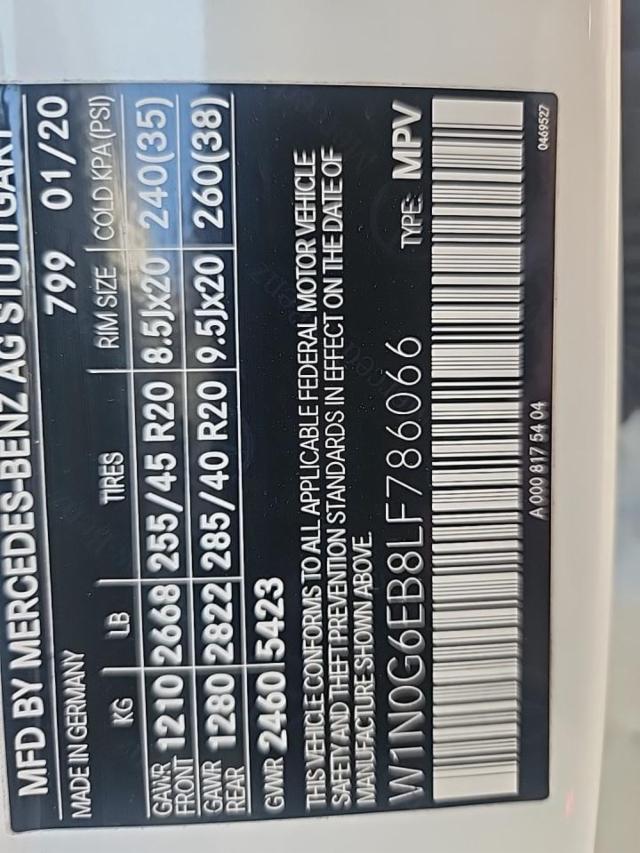 MFD BY MERCEDES-BENZ AG STUTTGART
MADE IN GERMANY 799 01/20
KG LB TIRES RIM SIZE COLD KPA(PSI)
GAWR FRONT 1210 2668 255/45 R20 8.5Jx20 240(35)
GAWR REAR 1280 2822 285/40 R20 9.5Jx20 260(38)
GVWR 2460 5423
THIS VEHICLE CONFORMS TO ALL APPLICABLE FEDERAL MOTOR VEHICLE
SAFETY AND THEFT PREVENTION STANDARDS IN EFFECT ON THE DATE OF
MANUFACTURE SHOWN ABOVE.
W1N0G6EB8LF786066 TYPE: MPV
A 000 817 54 04 0469527